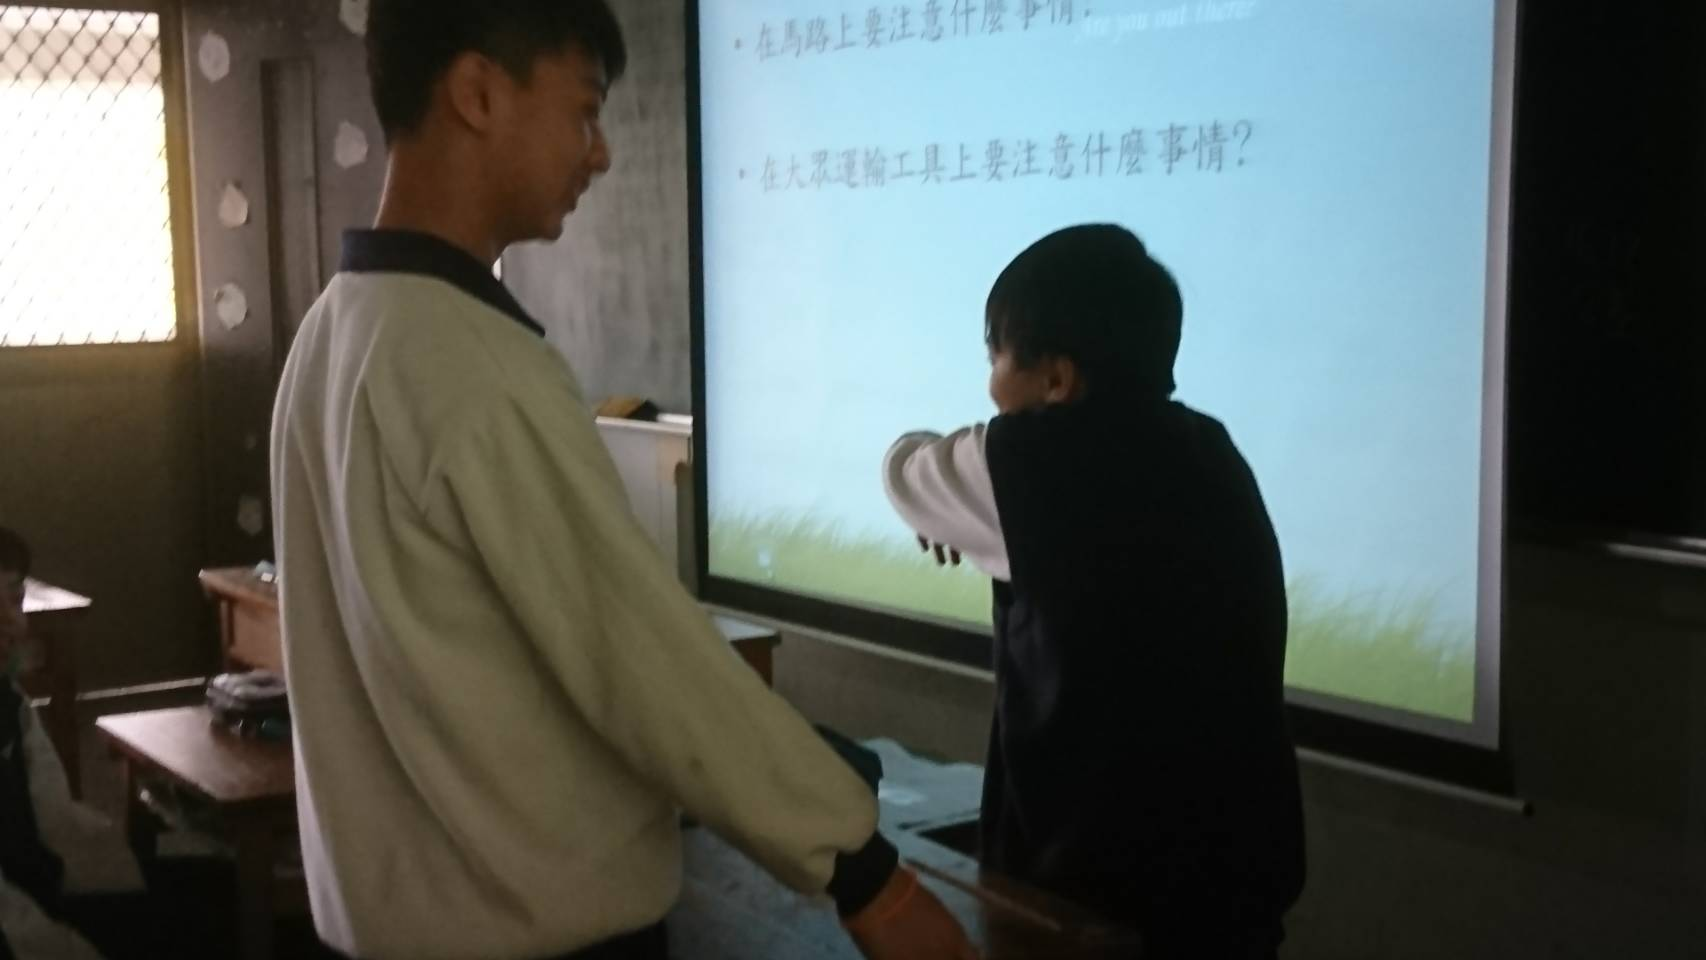 • 在馬路上要注意什麼事情?
Are you out there?
• 在大眾運輸工具上要注意什麼事情?